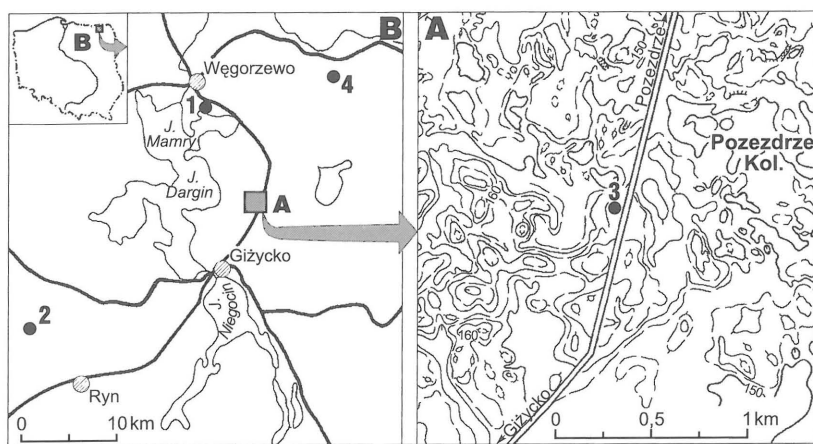 B
B
Węgorzewo
4
1
J.
Mamry
J.
Dargin
A
Giżycko
J.
Niegocin
2
Ryn
0
10 km
A
150
Pozezdrze
Pozezdrze
Kol.
3
160
150
Giżycko
0
0,5
1 km